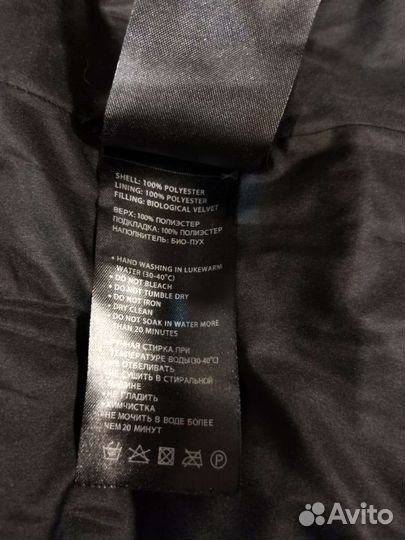 SHELL: 100% POLYESTER
LINING: 100% POLYESTER
FILLING: BIOLOGICAL VELVET
ВЕРХ: 100% ПОЛИЭСТЕР
ПОДКЛАДКА: 100% ПОЛИЭСТЕР
НАПОЛНИТЕЛЬ: БИО-ПУХ
• HAND WASHING IN LUKEWARM
WATER (30-40°C)
• DO NOT BLEACH
• DO NOT TUMBLE DRY
• DO NOT IRON
• DRY CLEAN
• DO NOT SOAK IN WATER MORE
THAN 20 MINUTES
РУЧНАЯ СТИРКА ПРИ
ТЕМПЕРАТУРЕ ВОДЫ (30-40°C)
НЕ ОТБЕЛИВАТЬ
НЕ СУШИТЬ В СТИРАЛЬНОЙ
МАШИНЕ
НЕ ГЛАДИТЬ
ХИМЧИСТКА
НЕ МОЧИТЬ В ВОДЕ БОЛЕЕ
ЧЕМ 20 МИНУТ
P
Avito